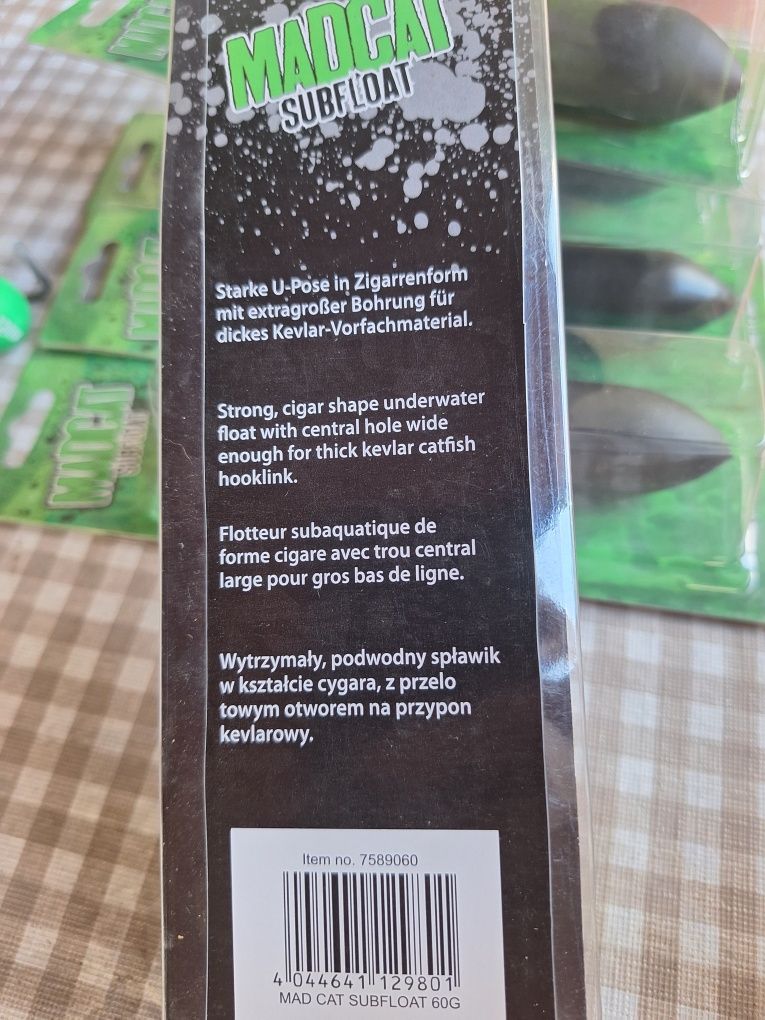 MADCAT
SUBFLOAT
Starke U-Pose in Zigarrenform
mit extragroßer Bohrung für
dickes Kevlar-Vorfachmaterial.
Strong, cigar shape underwater
float with central hole wide
enough for thick kevlar catfish
hooklink.
Flotteur subaquatique de
forme cigare avec trou central
large pour gros bas de ligne.
Wytrzymały, podwodny spławik
w kształcie cygara, z przelo
towym otworem na przypon
kevlarowy.
Item no. 7589060
4 044641 129801
MAD CAT SUBFLOAT 60G
MADCAT
SUBFLOAT